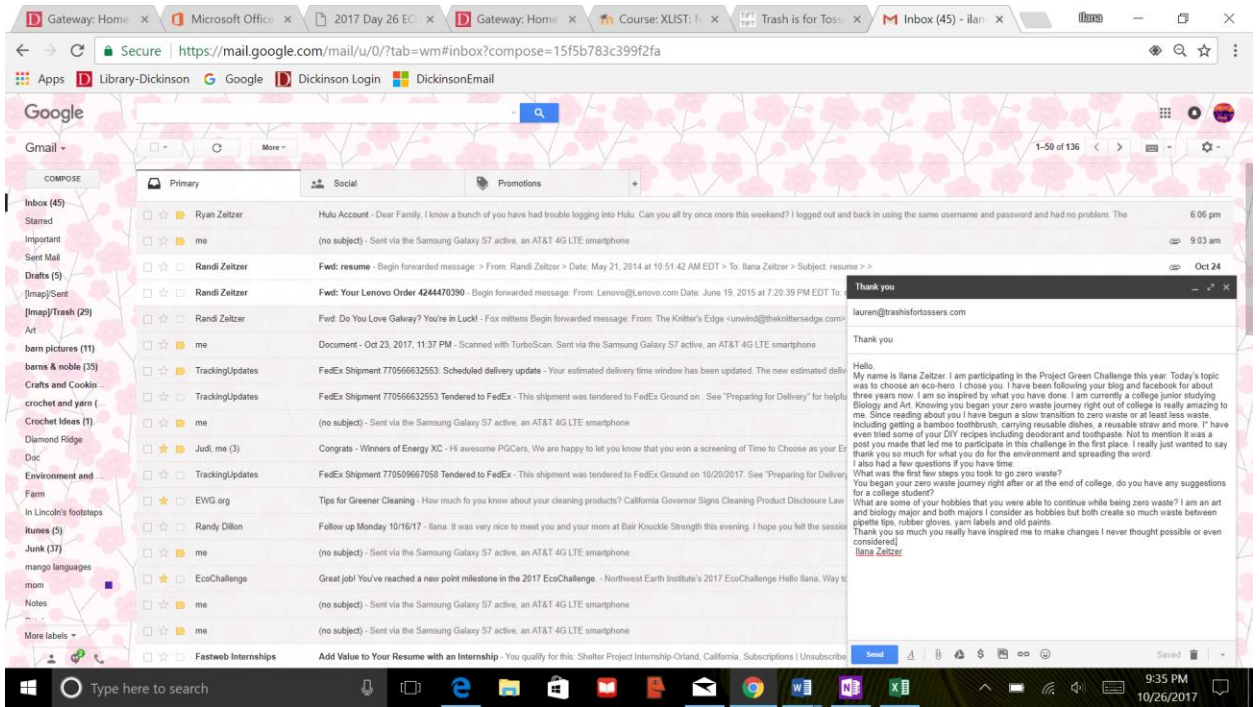 Gateway: Home
Microsoft Office
2017 Day 26 EC
Gateway: Home
Course: XLIST: N
Trash is for Tosse
M Inbox (45) - ilan
Ilana
Secure https://mail.google.com/mail/u/0/?tab=wm#inbox?compose=15f5b783c399f2fa
Apps Library-Dickinson Google Dickinson Login DickinsonEmail
Google
Gmail
More
1–50 of 136
COMPOSE
Inbox (45)
Starred
Important
Sent Mail
Drafts (5)
[Imap]/Sent
[Imap]/Trash (29)
Art
barn pictures (11)
barns & noble (35)
Crafts and Cookin...
crochet and yarn (...
Crochet Ideas (1)
Diamond Ridge
Doc
Environment and ...
Farm
In Lincoln's footsteps
itunes (5)
Junk (37)
mango languages
mom
Notes
More labels
Primary
Social
Promotions
+
Ryan Zeitzer Hulu Account - Dear Family, I know a bunch of you have had trouble logging into Hulu. Can you all try once more this weekend? I logged out and back in using the same username and password and had no problem. The 6:06 pm
me (no subject) - Sent via the Samsung Galaxy S7 active, an AT&T 4G LTE smartphone 9:03 am
Randi Zeitzer Fwd: resume - Begin forwarded message: > From: Randi Zeitzer > Date: May 21, 2014 at 10:51:42 AM EDT > To: Ilana Zeitzer > Subject: resume > > Oct 24
Randi Zeitzer Fwd: Your Lenovo Order 4244470390 - Begin forwarded message: From: Lenovo@Lenovo.com Date: June 19, 2015 at 7:20:39 PM EDT To:
Randi Zeitzer Fwd: Do You Love Galway? You're in Luck! - Fox mittens Begin forwarded message: From: The Knitter's Edge <unwind@theknittersedge.com>
me Document - Oct 23, 2017, 11:37 PM - Scanned with TurboScan. Sent via the Samsung Galaxy S7 active, an AT&T 4G LTE smartphone
TrackingUpdates FedEx Shipment 770566632553: Scheduled delivery update - Your estimated delivery time window has been updated. The new estimated deliv
TrackingUpdates FedEx Shipment 770566632553 Tendered to FedEx - This shipment was tendered to FedEx Ground on . See "Preparing for Delivery" for helpfu
me (no subject) - Sent via the Samsung Galaxy S7 active, an AT&T 4G LTE smartphone
Judi, me (3) Congrats - Winners of Energy XC - Hi awesome PGCers, We are happy to let you know that you won a screening of Time to Choose as your Er
TrackingUpdates FedEx Shipment 770509667058 Tendered to FedEx - This shipment was tendered to FedEx Ground on 10/20/2017. See "Preparing for Delivery
EWG.org Tips for Greener Cleaning - How much fo you know about your cleaning products? California Governor Signs Cleaning Product Disclosure Law
Randy Dillon Follow up Monday 10/16/17 - Ilana: It was very nice to meet you and your mom at Bair Knuckle Strength this evening. I hope you felt the session
me (no subject) - Sent via the Samsung Galaxy S7 active, an AT&T 4G LTE smartphone
EcoChallenge Great job! You've reached a new point milestone in the 2017 EcoChallenge. - Northwest Earth Institute's 2017 EcoChallenge Hello Ilana, Way to
me (no subject) - Sent via the Samsung Galaxy S7 active, an AT&T 4G LTE smartphone
me (no subject) - Sent via the Samsung Galaxy S7 active, an AT&T 4G LTE smartphone
Fastweb Internships Add Value to Your Resume with an Internship - You qualify for this: Shelter Project Internship-Orland, California. Subscriptions | Unsubscribe
Thank you
lauren@trashisfortossers.com
Thank you
Hello,
My name is Ilana Zeitzer. I am participating in the Project Green Challenge this year. Today's topic
was to choose an eco-hero. I chose you. I have been following your blog and facebook for about
three years now. I am so inspired by what you have done. I am currently a college junior studying
Biology and Art. Knowing you began your zero waste journey right out of college is really amazing to
me. Since reading about you I have begun a slow transition to zero waste or at least less waste,
including getting a bamboo toothbrush, carrying reusable dishes, a reusable straw and more. I" have
even tried some of your DIY recipes including deodorant and toothpaste. Not to mention it was a
post you made that led me to participate in this challenge in the first place. I really just wanted to say
thank you so much for what you do for the environment and spreading the word.
I also had a few questions if you have time:
What was the first few steps you took to go zero waste?
You began your zero waste journey right after or at the end of college, do you have any suggestions
for a college student?
What are some of your hobbies that you were able to continue while being zero waste? I am an art
and biology major and both majors I consider as hobbies but both create so much waste between
pipette tips, rubber gloves, yarn labels and old paints.
Thank you so much you really have inspired me to make changes I never thought possible or even
considered.
Ilana Zeitzer
Send
Saved
Type here to search
9:35 PM
10/26/2017